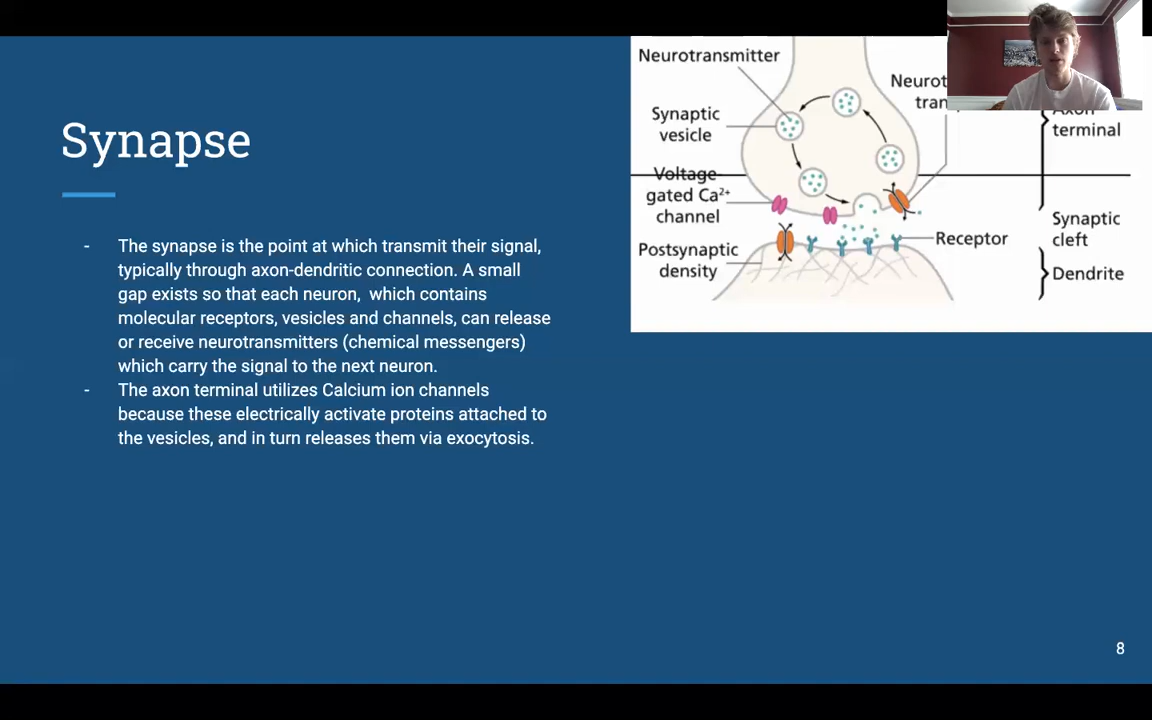 Synapse
- The synapse is the point at which transmit their signal,
typically through axon-dendritic connection. A small
gap exists so that each neuron, which contains
molecular receptors, vesicles and channels, can release
or receive neurotransmitters (chemical messengers)
which carry the signal to the next neuron.
- The axon terminal utilizes Calcium ion channels
because these electrically activate proteins attached to
the vesicles, and in turn releases them via exocytosis.
Neurotransmitter
Synaptic
vesicle
Voltage-
gated Ca²⁺
channel
Postsynaptic
density
Axon
terminal
Synaptic
cleft
Receptor
Dendrite
8